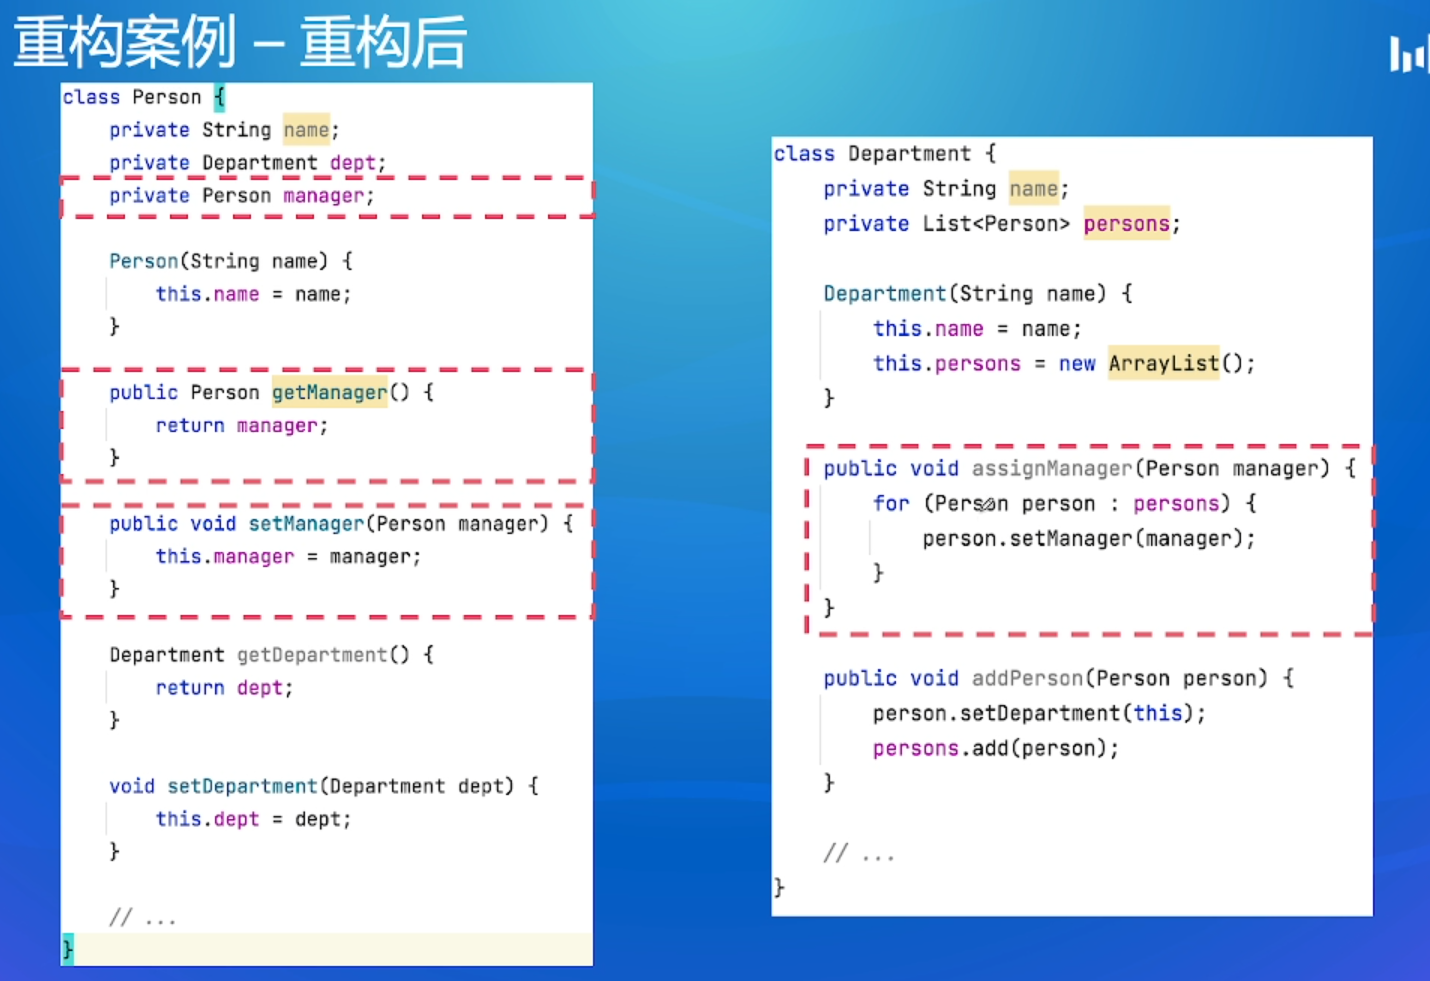 重构案例 – 重构后
class Person {
private String name;
private Department dept;
private Person manager;
Person(String name) {
this.name = name;
}
public Person getManager() {
return manager;
}
public void setManager(Person manager) {
this.manager = manager;
}
Department getDepartment() {
return dept;
}
void setDepartment(Department dept) {
this.dept = dept;
}
// ...
}
class Department {
private String name;
private List<Person> persons;
Department(String name) {
this.name = name;
this.persons = new ArrayList();
}
public void assignManager(Person manager) {
for (Person person : persons) {
person.setManager(manager);
}
}
public void addPerson(Person person) {
person.setDepartment(this);
persons.add(person);
}
// ...
}